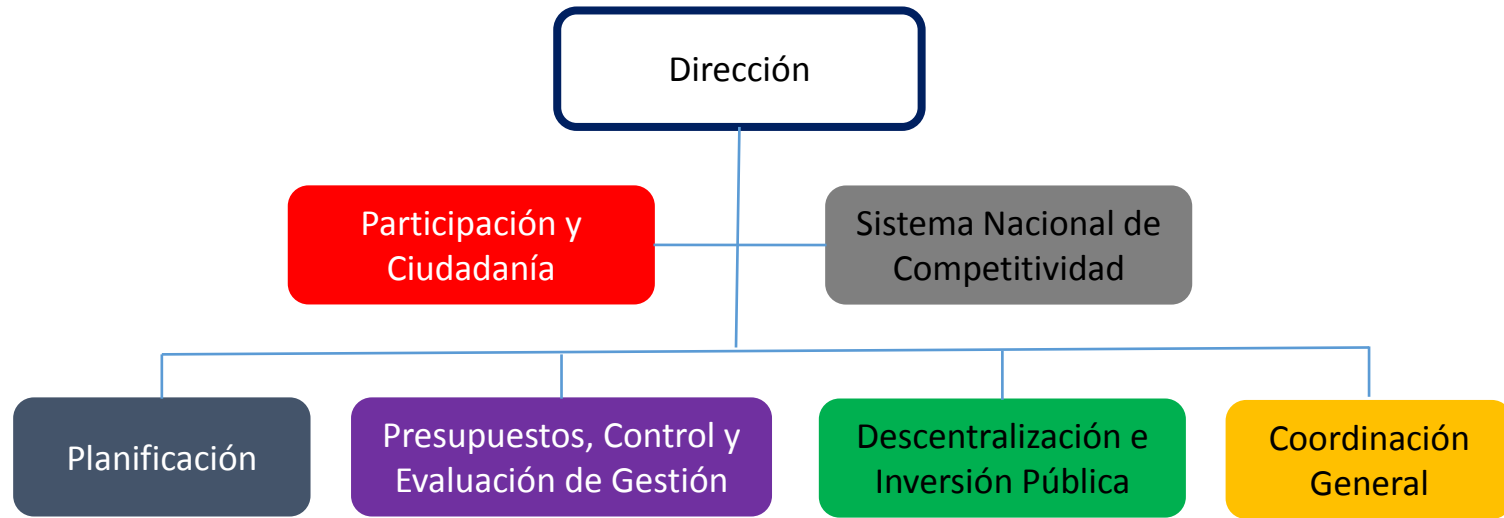 Dirección
Participación y
Ciudadanía
Sistema Nacional de
Competitividad
Planificación
Presupuestos, Control y
Evaluación de Gestión
Descentralización e
Inversión Pública
Coordinación
General